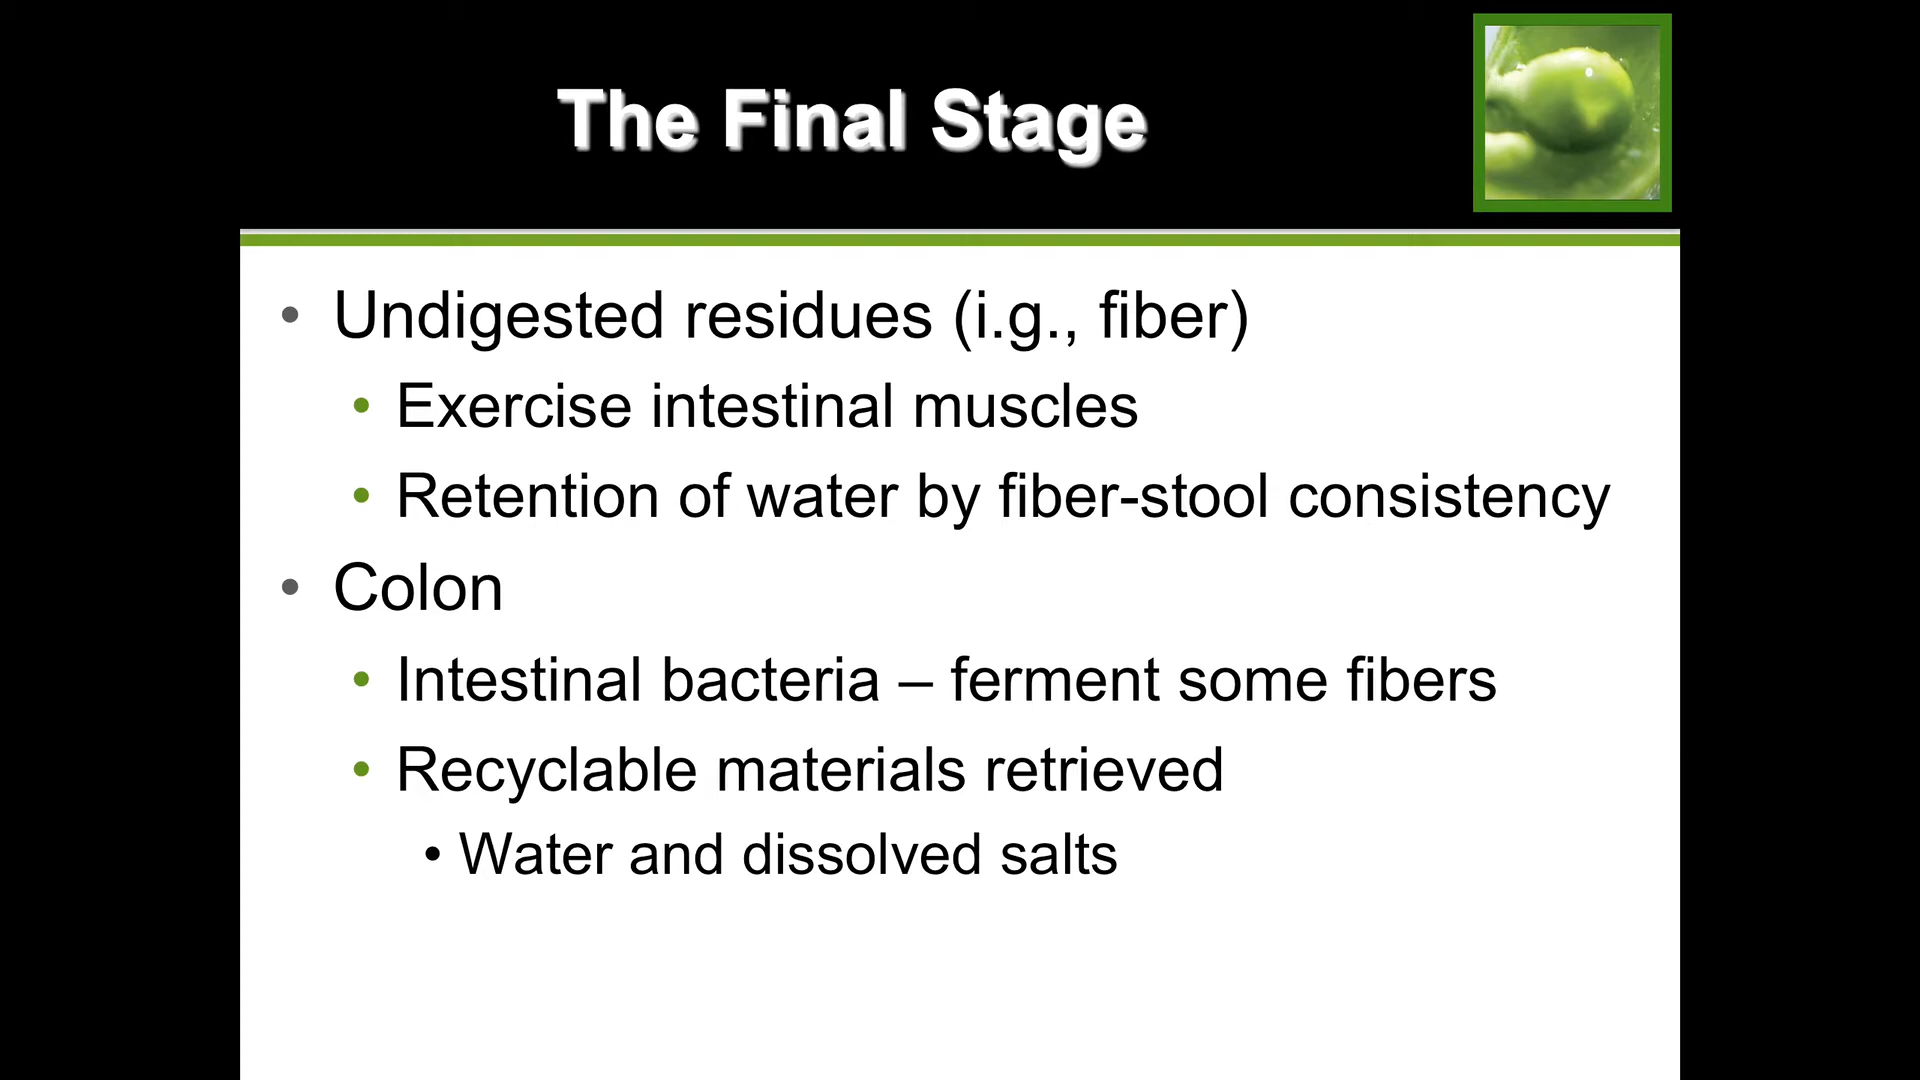 The Final Stage
• Undigested residues (i.g., fiber)
• Exercise intestinal muscles
• Retention of water by fiber-stool consistency
• Colon
• Intestinal bacteria – ferment some fibers
• Recyclable materials retrieved
• Water and dissolved salts